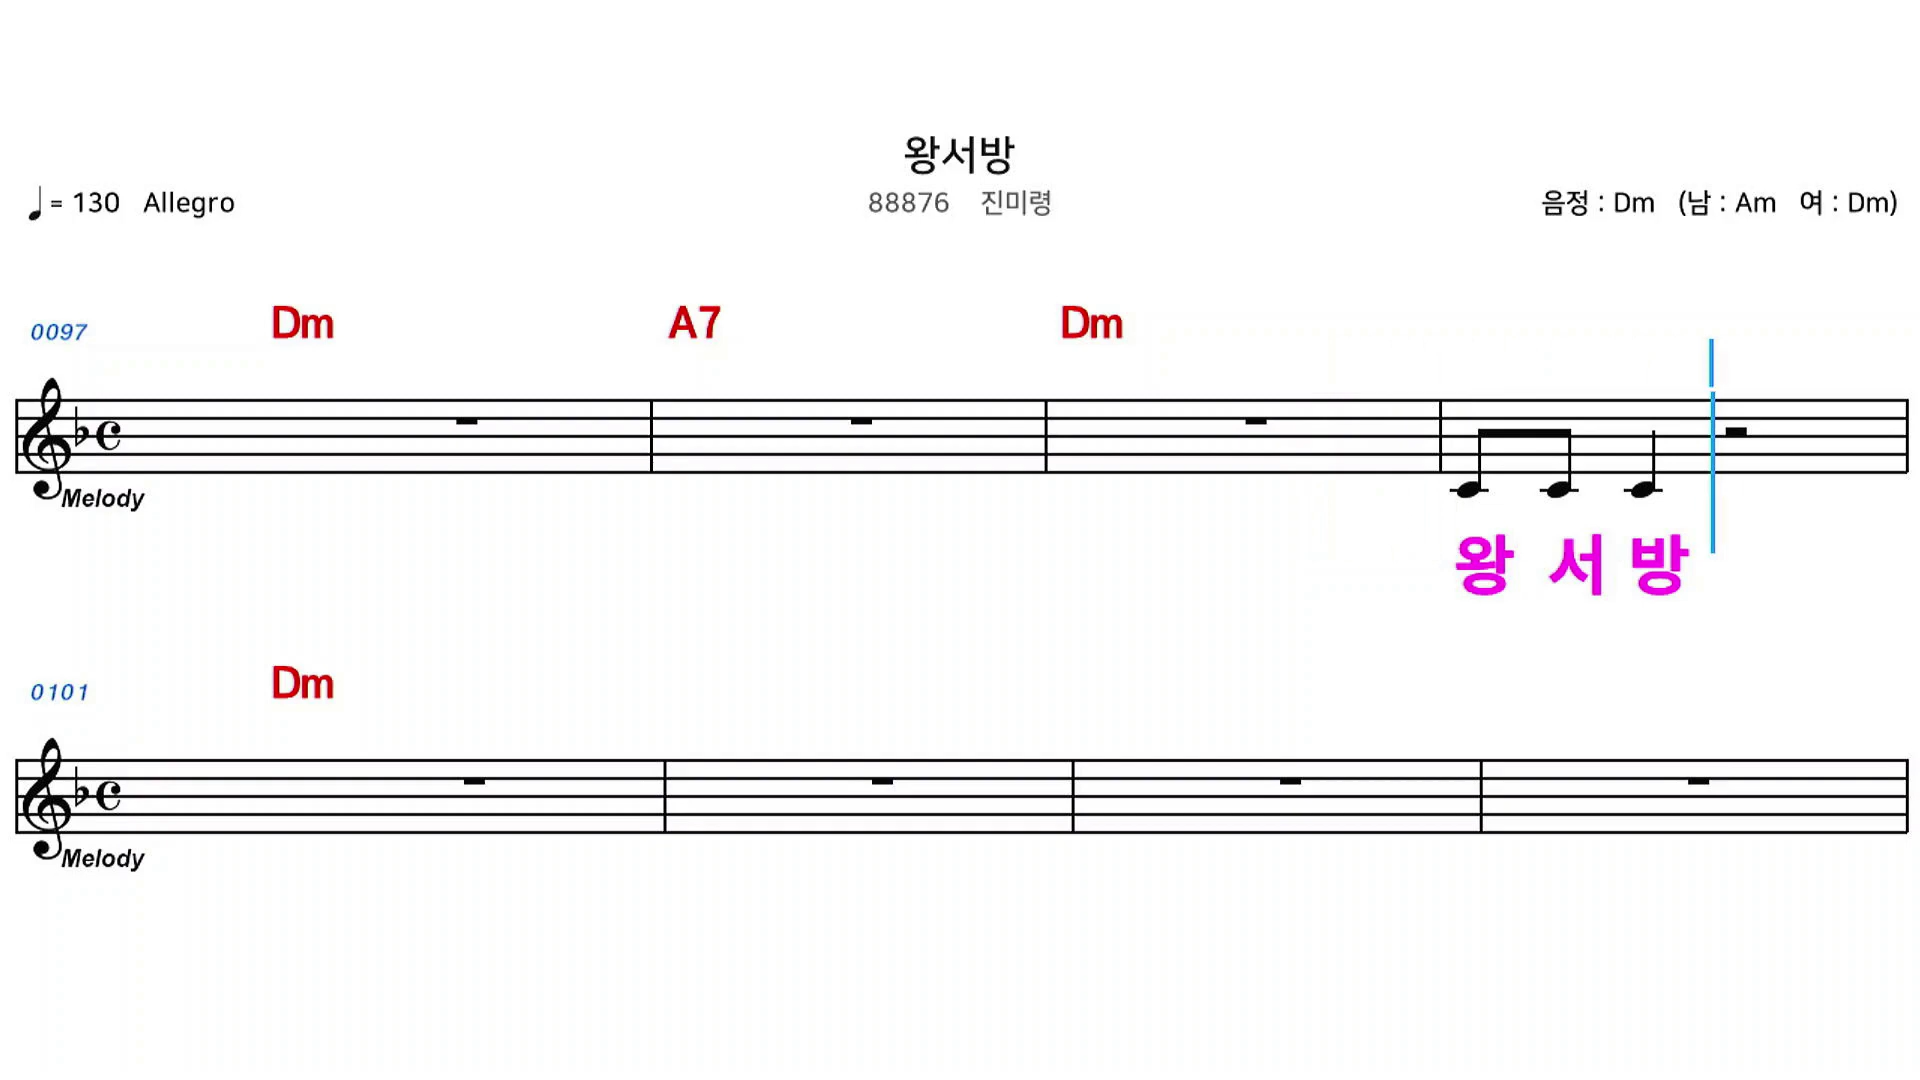 왕서방
♩ = 130 Allegro 88876 진미령 음정 : Dm (남 : Am 여 : Dm)
0097 Dm A7 Dm
Melody
왕 서 방
0101 Dm
Melody